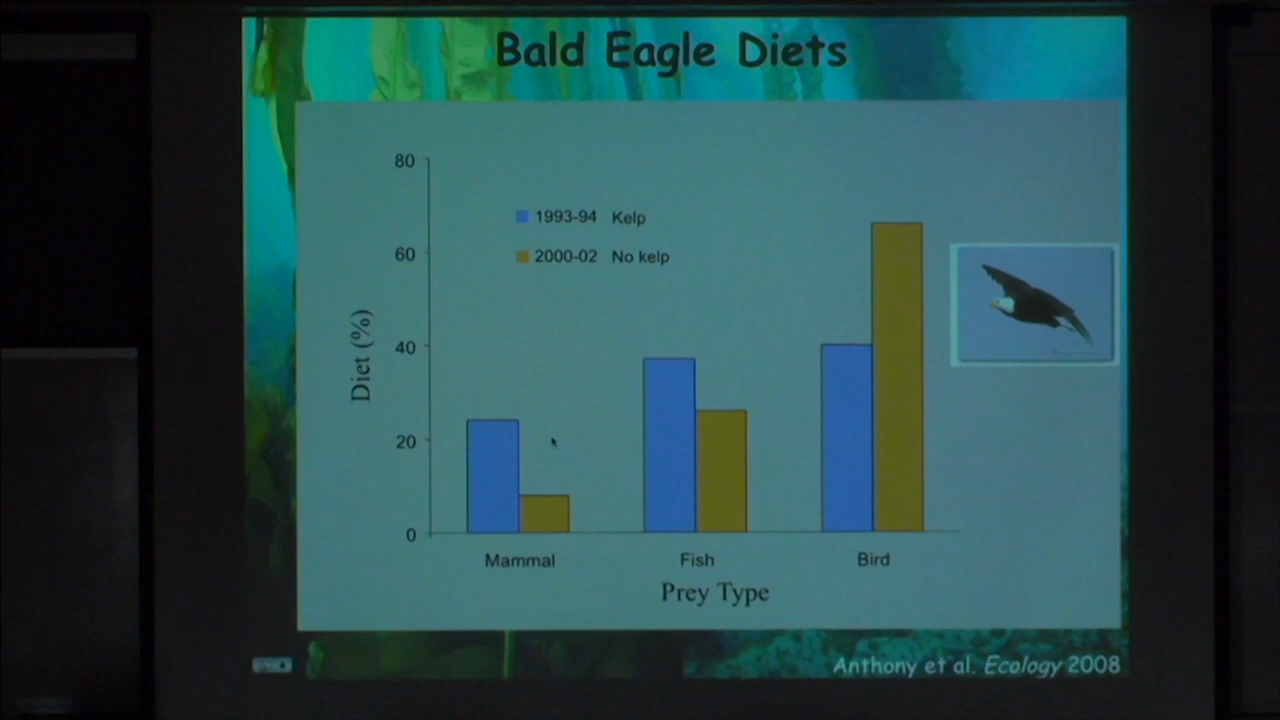 Bald Eagle Diets
80
1993-94 Kelp
60
2000-02 No kelp
Diet (%)
40
20
0
Mammal Fish Bird
Prey Type
Anthony et al. Ecology 2008